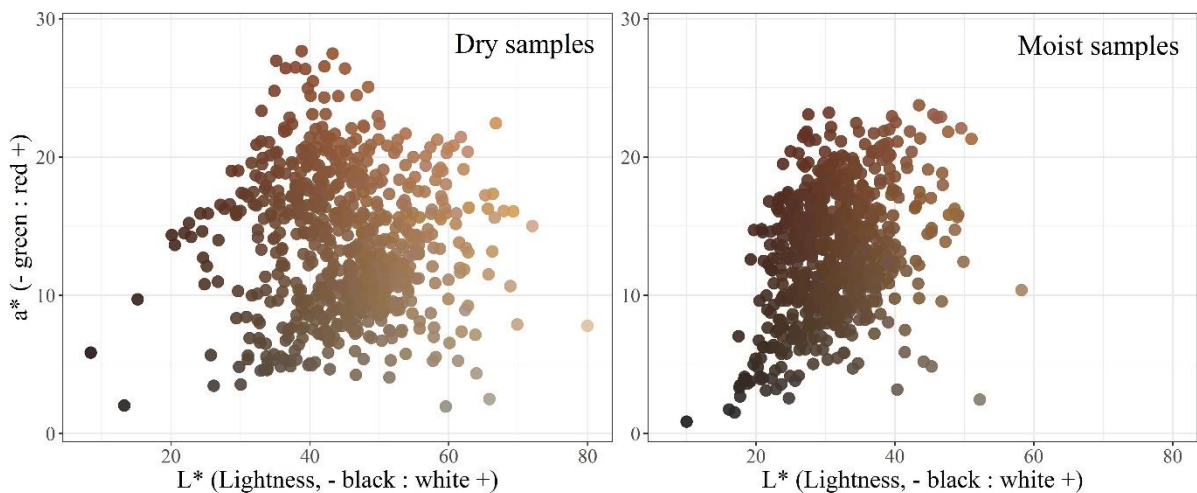 Dry samples
30
20
10
0
a* (- green : red +)
20 40 60 80
L* (Lightness, - black : white +)
Moist samples
30
20
10
0
20 40 60 80
L* (Lightness, - black : white +)